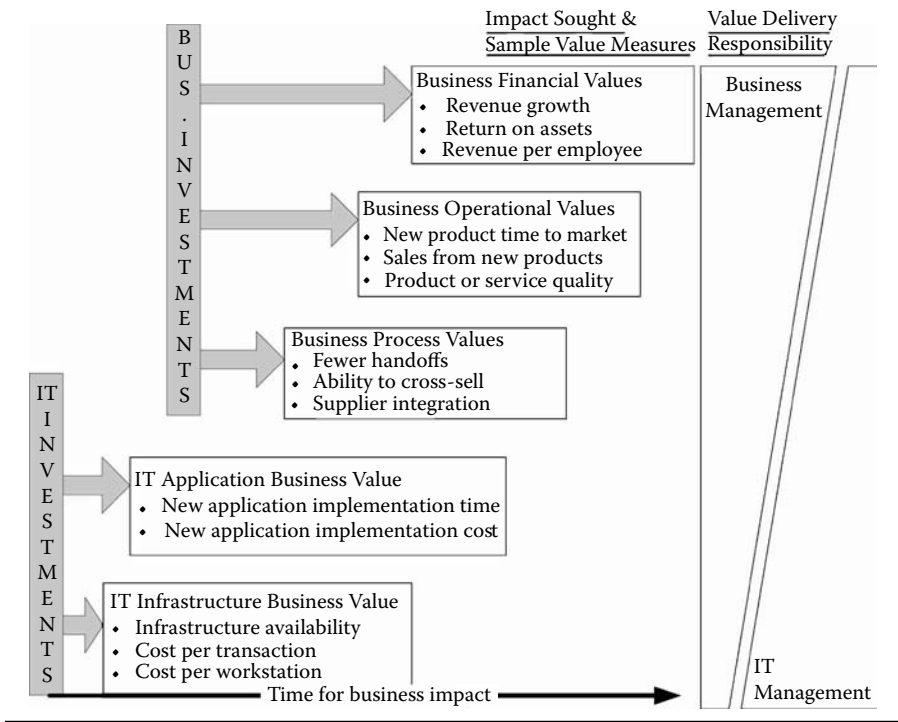 Impact Sought &
Sample Value Measures
Value Delivery
Responsibility
BUS.INVESTMENTS
Business Financial Values
• Revenue growth
• Return on assets
• Revenue per employee
Business
Management
Business Operational Values
• New product time to market
• Sales from new products
• Product or service quality
Business Process Values
• Fewer handoffs
• Ability to cross-sell
• Supplier integration
IT INVESTMENTS
IT Application Business Value
• New application implementation time
• New application implementation cost
IT Infrastructure Business Value
• Infrastructure availability
• Cost per transaction
• Cost per workstation
IT
Management
Time for business impact